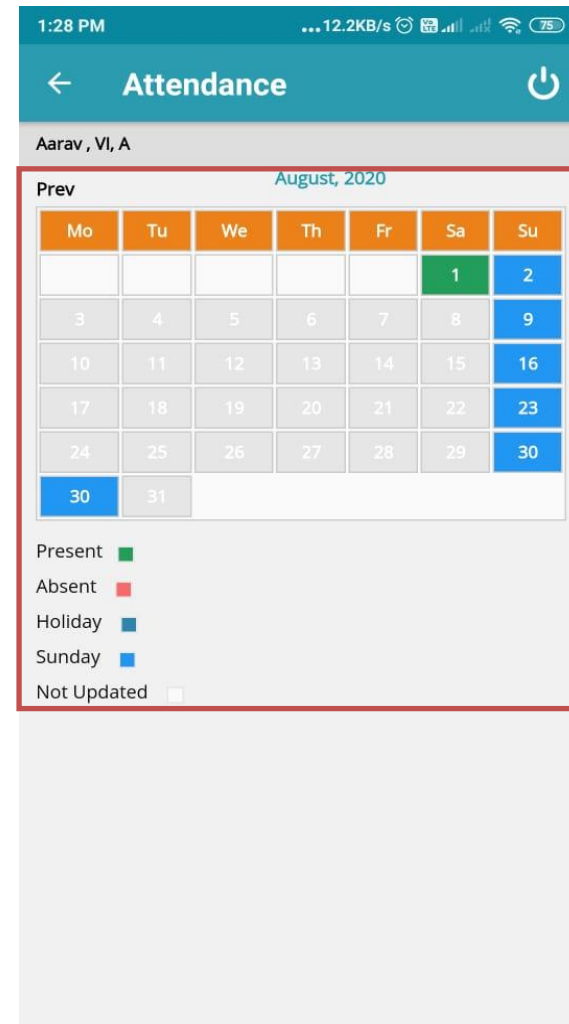 1:28 PM ...12.2KB/s Vo LTE 75
Attendance
Aarav , VI, A
Prev August, 2020
Mo Tu We Th Fr Sa Su
1 2
3 4 5 6 7 8 9
10 11 12 13 14 15 16
17 18 19 20 21 22 23
24 25 26 27 28 29 30
30 31
Present
Absent
Holiday
Sunday
Not Updated